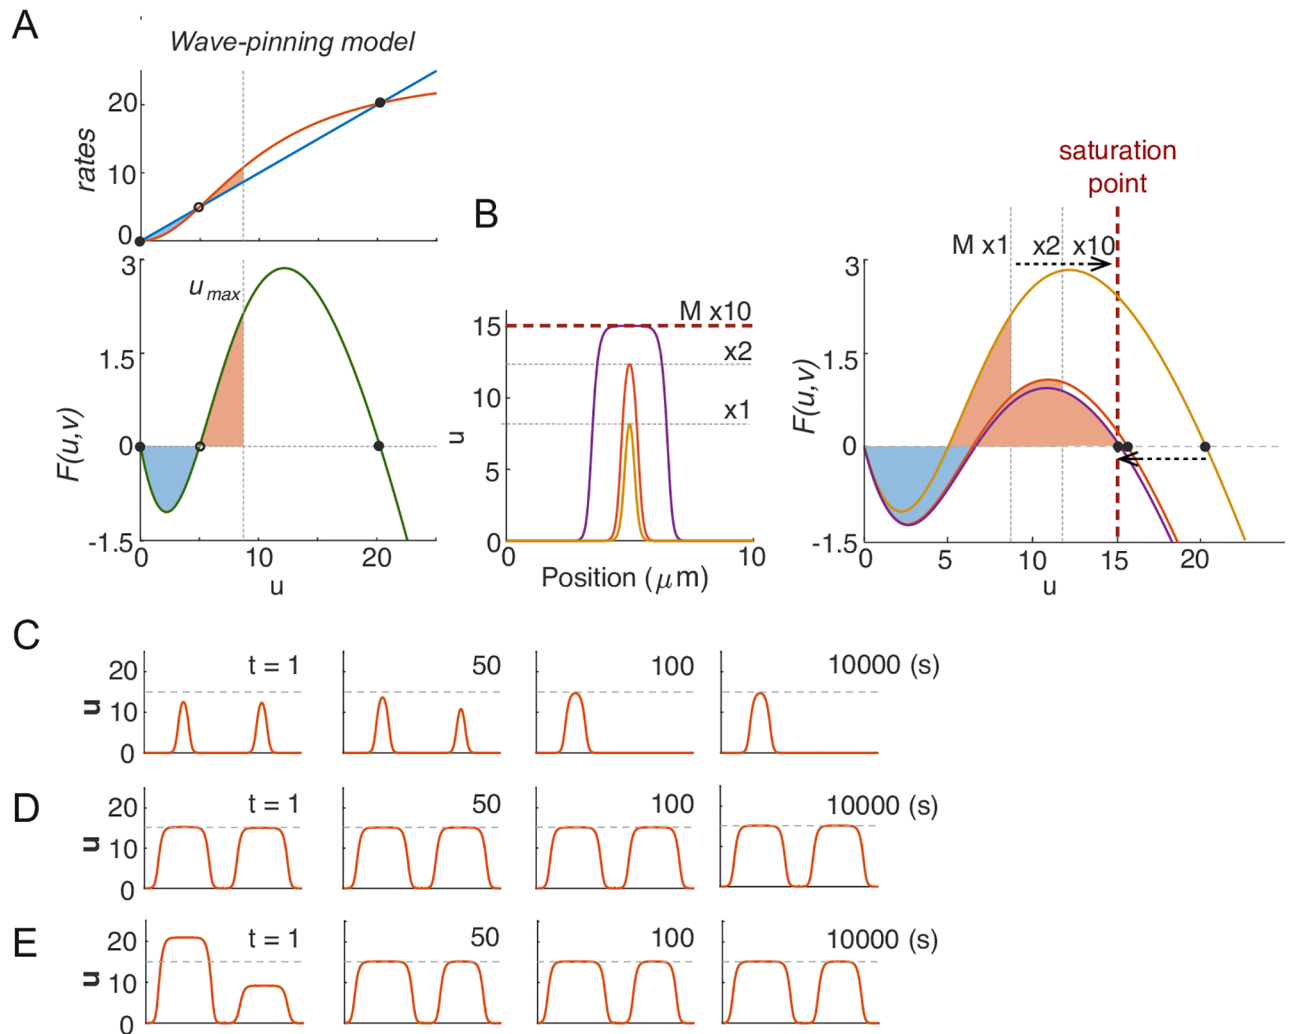 A
Wave-pinning model
20
10
0
rates
3
1.5
0
-1.5
F(u,v)
u max
0
10
20
u
B
15
10
5
0
u
M x10
x2
x1
0
10
Position (μm)
saturation
point
M x1
x2
x10
3
1.5
0
-1.5
F(u,v)
0
5
10
15
20
u
C
20
10
0
u
t = 1
50
100
10000 (s)
D
20
10
0
u
t = 1
50
100
10000 (s)
E
20
10
0
u
t = 1
50
100
10000 (s)